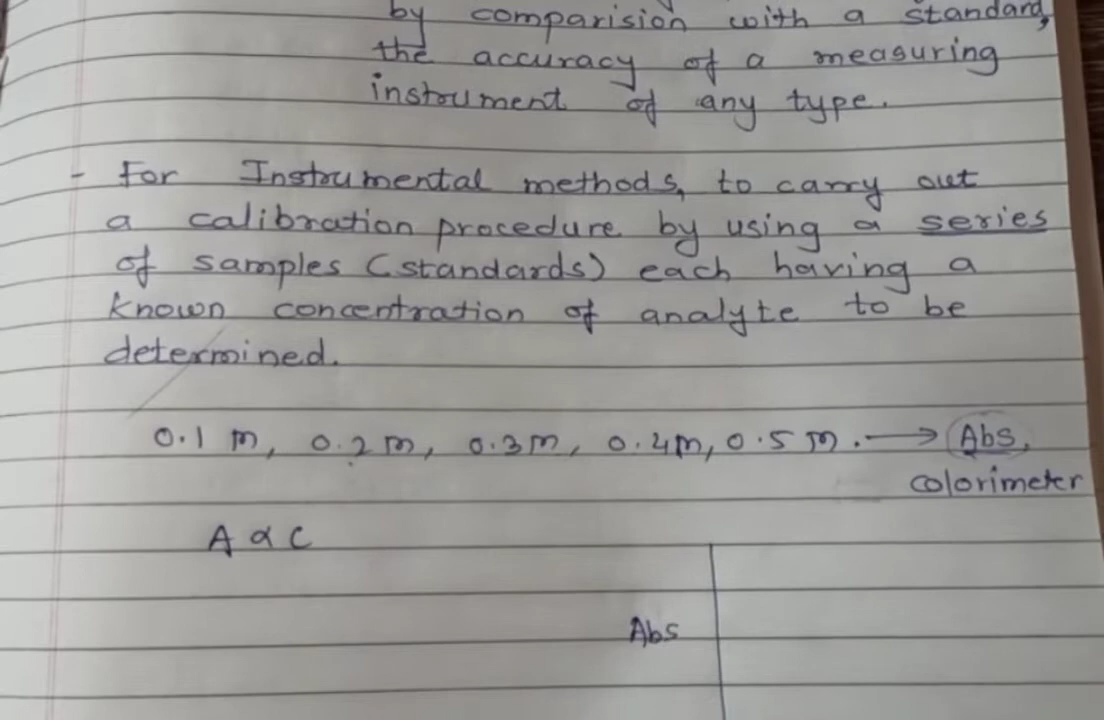 by comparision with a standard,
the accuracy of a measuring
instrument of any type.
- For Instrumental methods, to carry out
a calibration procedure by using a series
of samples (standards) each having a
known concentration of analyte to be
determined.
0.1 m, 0.2 m, 0.3 m, 0.4 m, 0.5 m. → Abs.
colorimeter
A α C
Abs